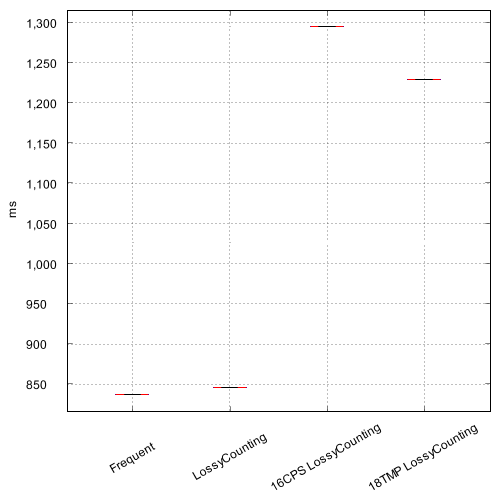 1,300
1,250
1,200
1,150
1,100
1,050
1,000
950
900
850
ms
Frequent
LossyCounting
16CPS LossyCounting
18TMP LossyCounting